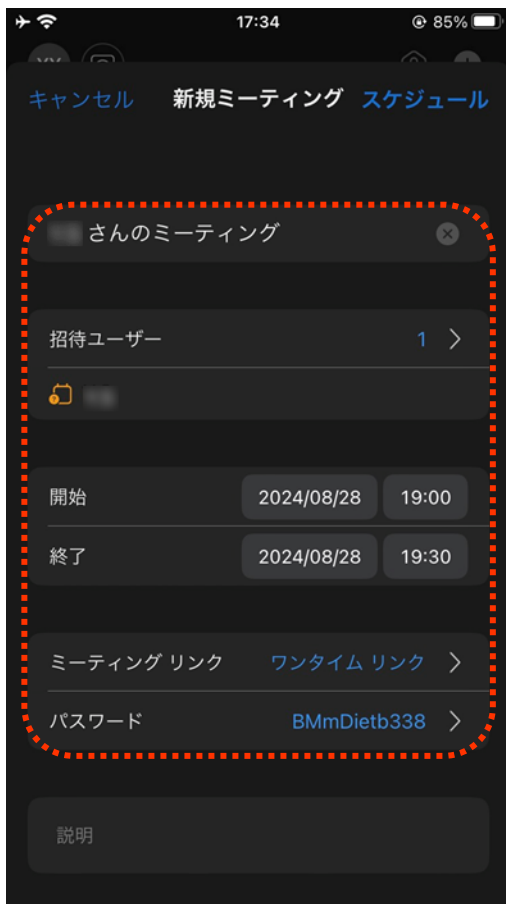 17:34
85%
キャンセル 新規ミーティング スケジュール
さんのミーティング
招待ユーザー 1
開始 2024/08/28 19:00
終了 2024/08/28 19:30
ミーティング リンク ワンタイム リンク
パスワード BMmDietb338
説明